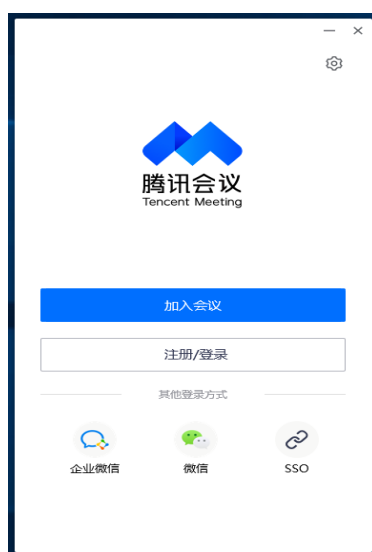 腾讯会议
Tencent Meeting
加入会议
注册/登录
其他登录方式
企业微信
微信
SSO